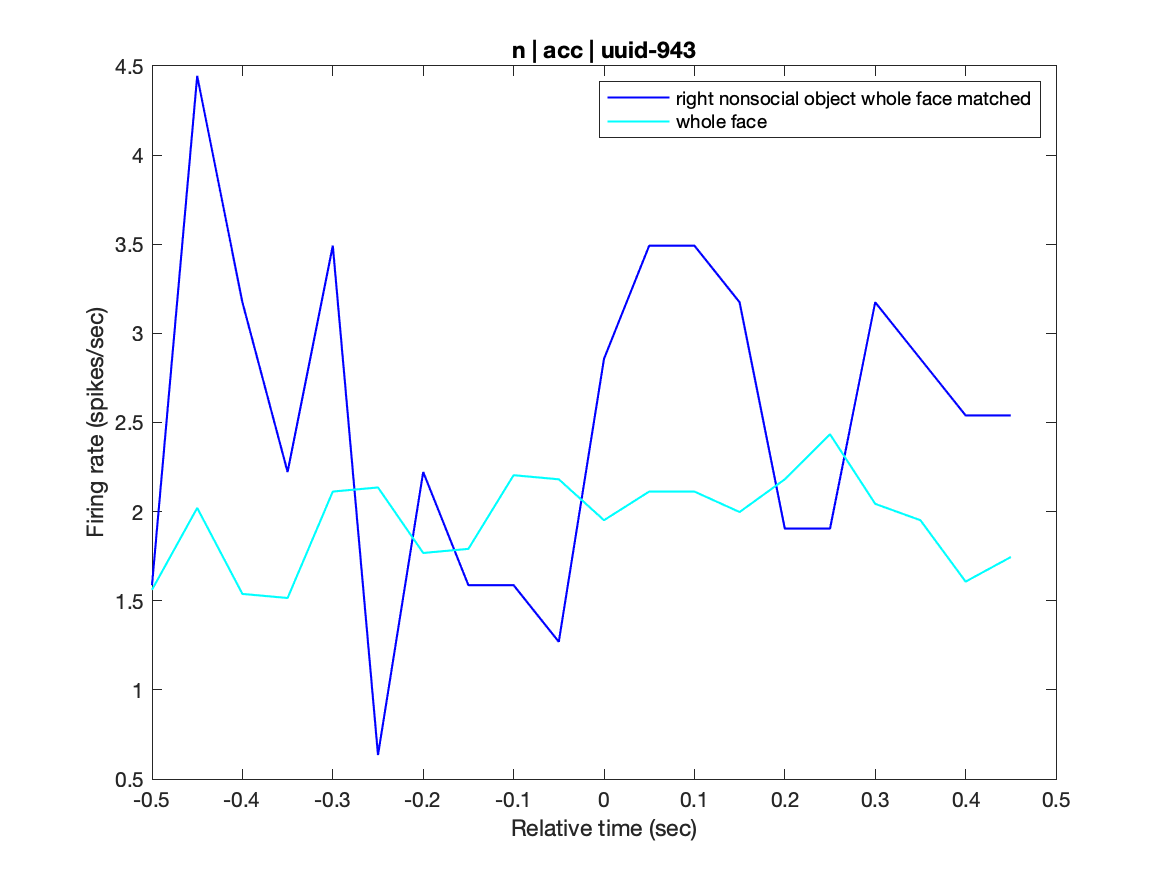 n | acc | uuid-943
right nonsocial object whole face matched
whole face
Firing rate (spikes/sec)
4.5
4
3.5
3
2.5
2
1.5
1
0.5
-0.5 -0.4 -0.3 -0.2 -0.1 0 0.1 0.2 0.3 0.4 0.5
Relative time (sec)